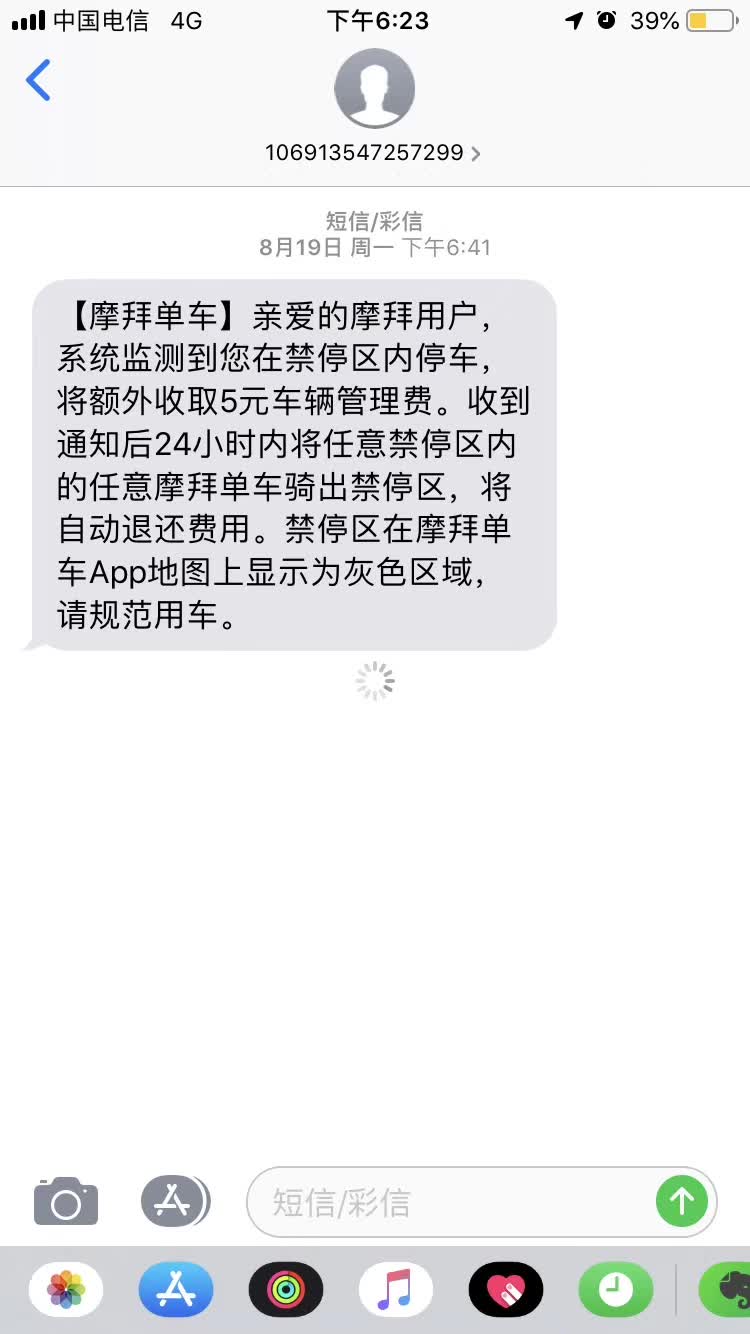 中国电信 4G 下午6:23 39%
106913547257299
短信/彩信
8月19日 周一 下午6:41
【摩拜单车】亲爱的摩拜用户，
系统监测到您在禁停区内停车，
将额外收取5元车辆管理费。收到
通知后24小时内将任意禁停区内
的任意摩拜单车骑出禁停区，将
自动退还费用。禁停区在摩拜单
车App地图上显示为灰色区域，
请规范用车。
短信/彩信